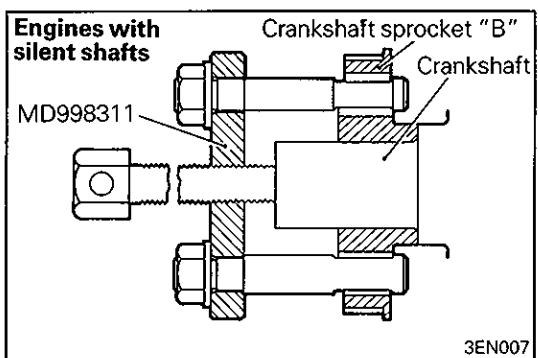 Engines with
silent shafts
Crankshaft sprocket "B"
Crankshaft
MD998311
3EN007